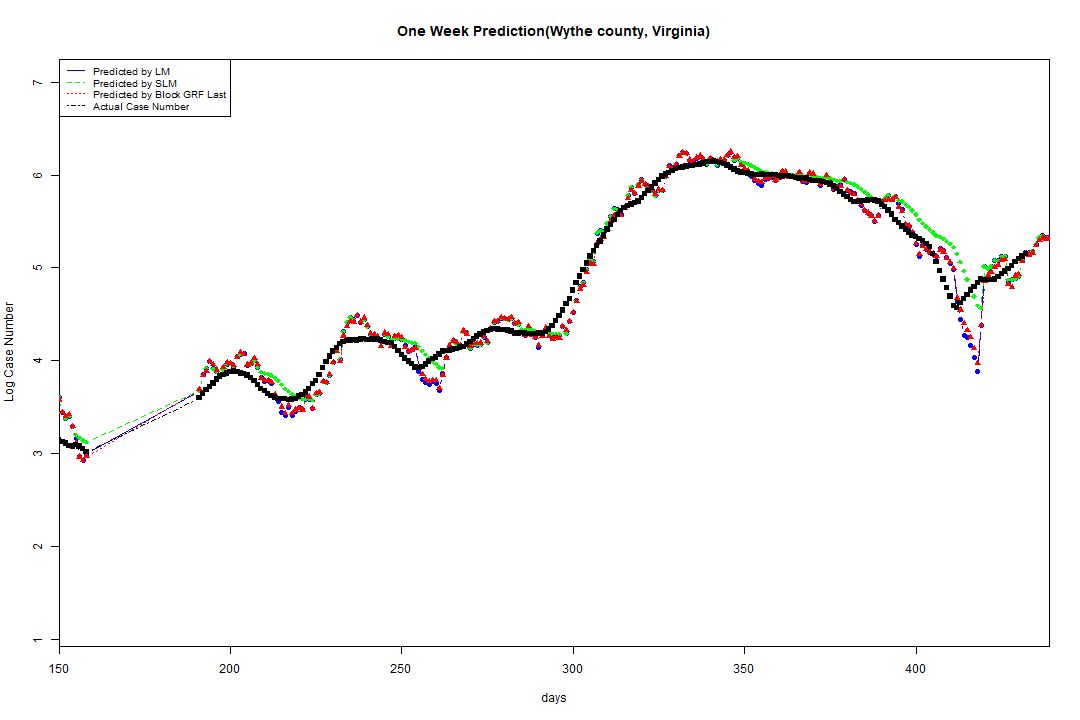 One Week Prediction(Wythe county, Virginia)
Predicted by LM
Predicted by SLM
Predicted by Block GRF Last
Actual Case Number
7
6
5
4
3
2
1
Log Case Number
150 200 250 300 350 400
days